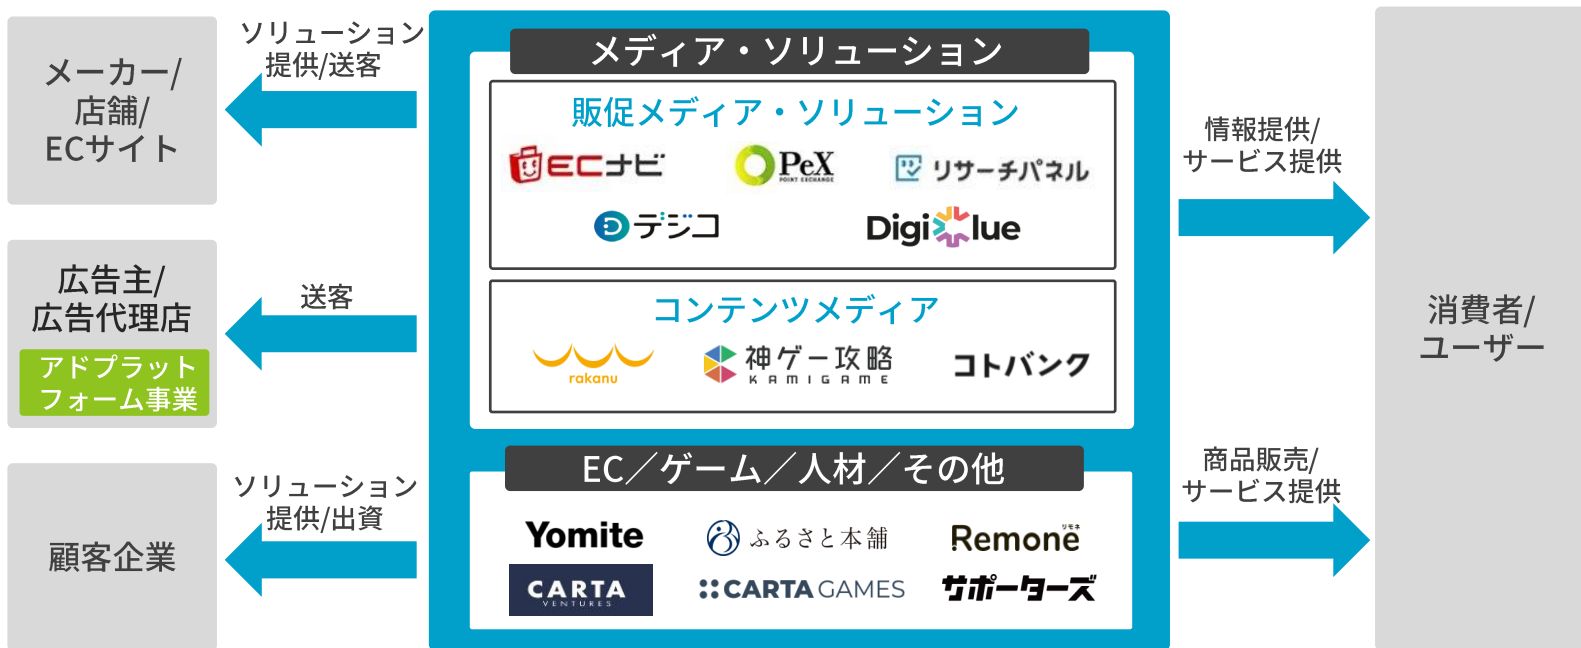 メーカー/
店舗/
ECサイト
広告主/
広告代理店
アドプラット
フォーム事業
顧客企業
ソリューション
提供/送客
送客
ソリューション
提供/出資
メディア・ソリューション
販促メディア・ソリューション
ECナビ
PeX
POINT EXCHANGE
リサーチパネル
デジコ
Digi lue
コンテンツメディア
rakanu
神ゲー攻略
KAMIGAME
コトバンク
EC／ゲーム／人材／その他
Yomite
ふるさと本舗
リモネ
Remone
CARTA
VENTURES
CARTA GAMES
サポーターズ
情報提供/
サービス提供
商品販売/
サービス提供
消費者/
ユーザー